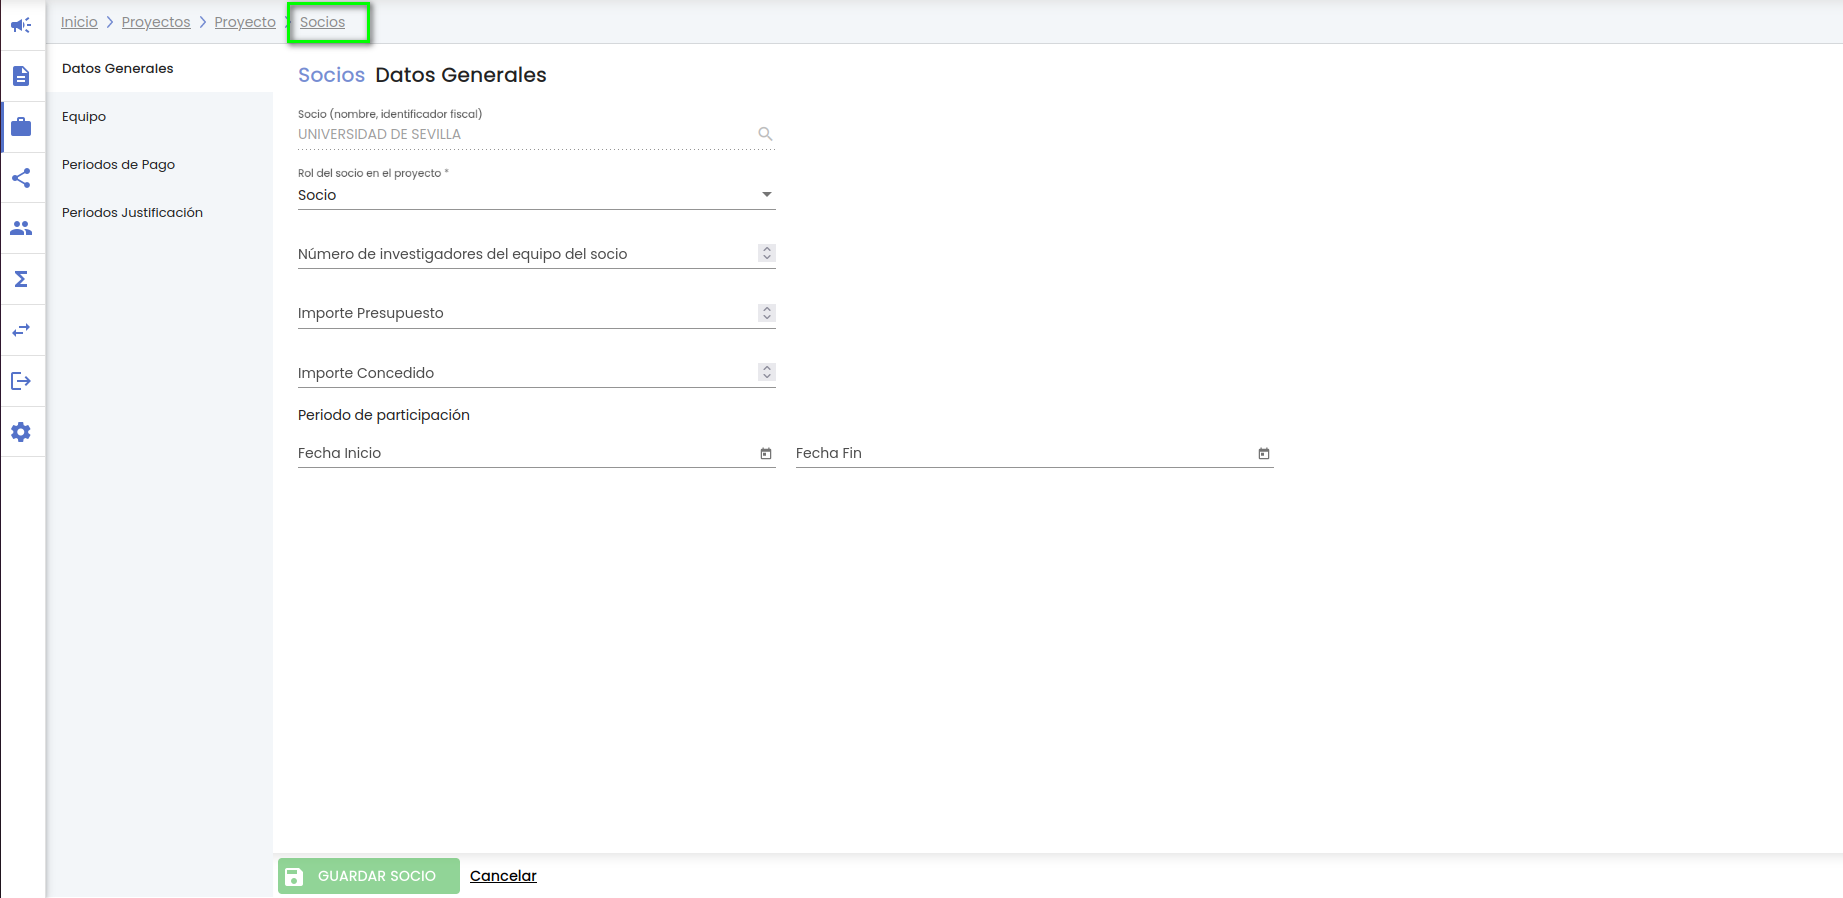 Inicio > Proyectos > Proyecto > Socios
Datos Generales
Equipo
Periodos de Pago
Periodos Justificación
Socios Datos Generales
Socio (nombre, identificador fiscal)
UNIVERSIDAD DE SEVILLA
Rol del socio en el proyecto *
Socio
Número de investigadores del equipo del socio
Importe Presupuesto
Importe Concedido
Periodo de participación
Fecha Inicio Fecha Fin
GUARDAR SOCIO Cancelar